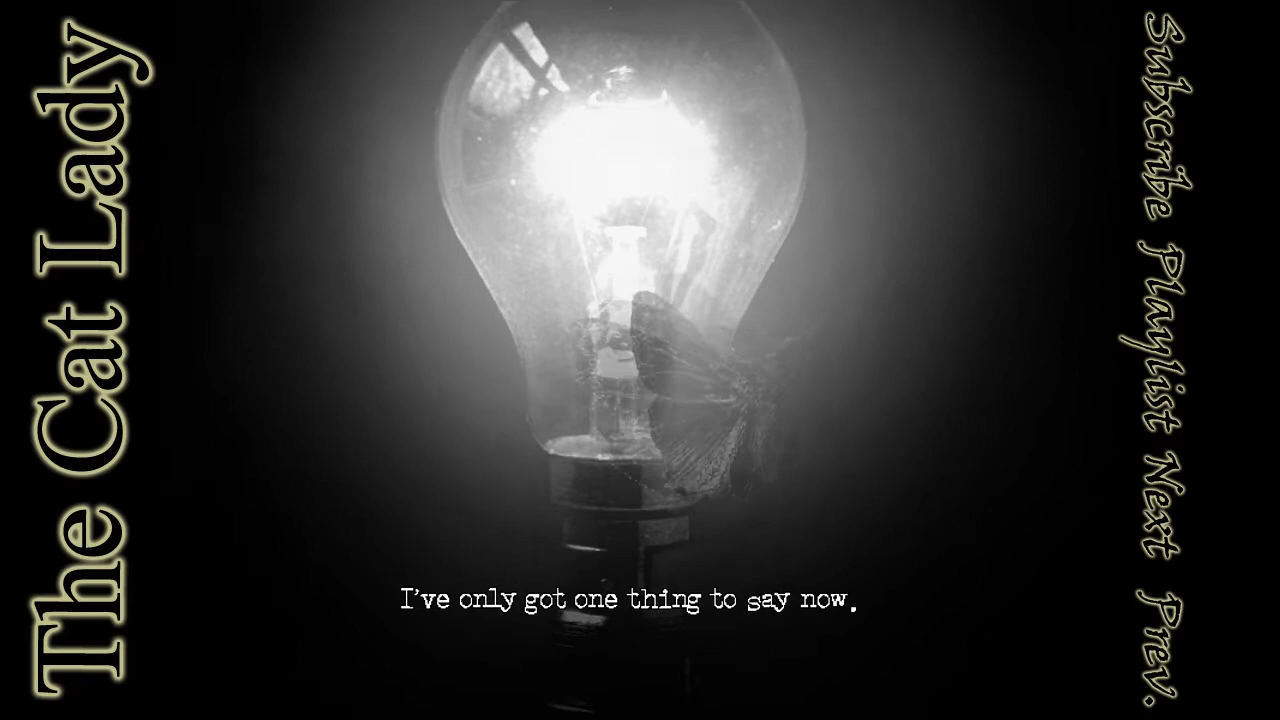 The Cat Lady
I've only got one thing to say now.
Subscribe Playlist Next Prev.